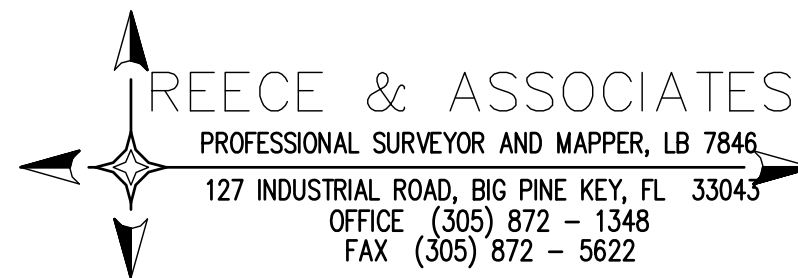 REECE & ASSOCIATES
PROFESSIONAL SURVEYOR AND MAPPER, LB 7846
127 INDUSTRIAL ROAD, BIG PINE KEY, FL 33043
OFFICE (305) 872 - 1348
FAX (305) 872 - 5622